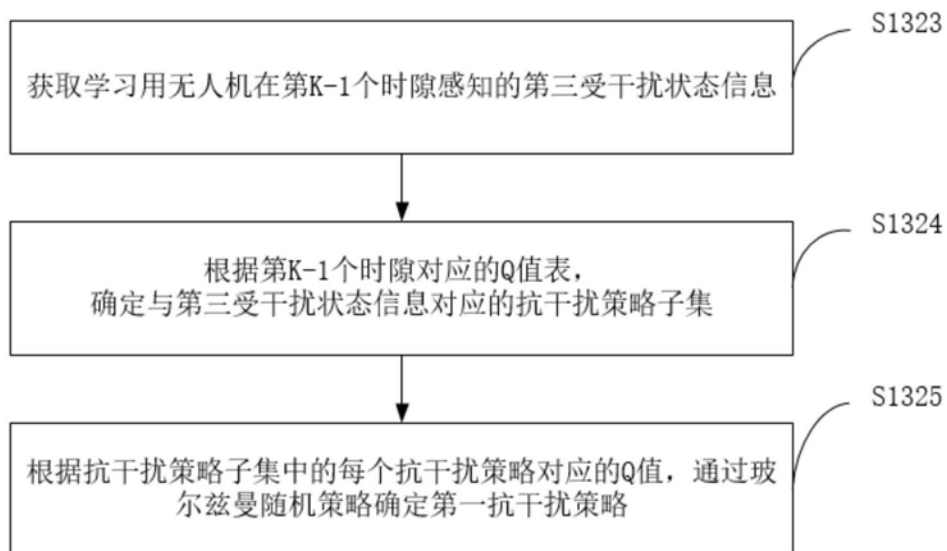 S1323
获取学习用无人机在第K-1个时隙感知的第三受干扰状态信息
S1324
根据第K-1个时隙对应的Q值表，
确定与第三受干扰状态信息对应的抗干扰策略子集
S1325
根据抗干扰策略子集中的每个抗干扰策略对应的Q值，通过玻
尔兹曼随机策略确定第一抗干扰策略